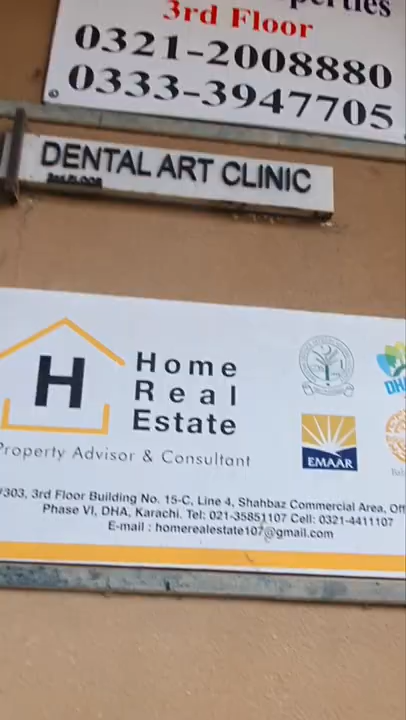 3rd Floor
0321-2008880
0333-3947705
DENTAL ART CLINIC
2nd FLOOR
H
Home
Real
Estate
Property Advisor & Consultant
EMAAR
DHA
/303, 3rd Floor Building No. 15-C, Line 4, Shahbaz Commercial Area, Off
Phase VI, DHA, Karachi. Tel: 021-35851107 Cell: 0321-4411107
E-mail : homerealestate107@gmail.com